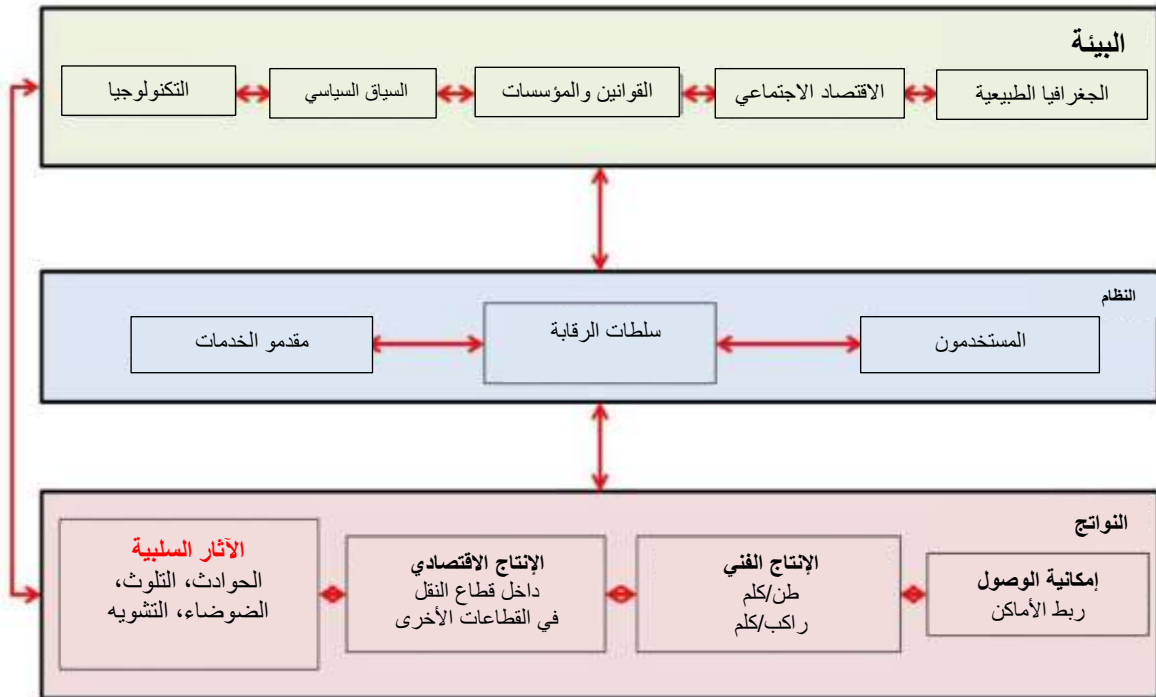 البيئة
الجغرافيا الطبيعية
الاقتصاد الاجتماعي
القوانين والمؤسسات
السياق السياسي
التكنولوجيا
النظام
المستخدمون
سلطات الرقابة
مقدمو الخدمات
النواتج
إمكانية الوصول
ربط الأماكن
الإنتاج الفني
طن/كلم
راكب/كلم
الإنتاج الاقتصادي
داخل قطاع النقل
في القطاعات الأخرى
الآثار السلبية
الحوادث، التلوث،
الضوضاء، التشويه